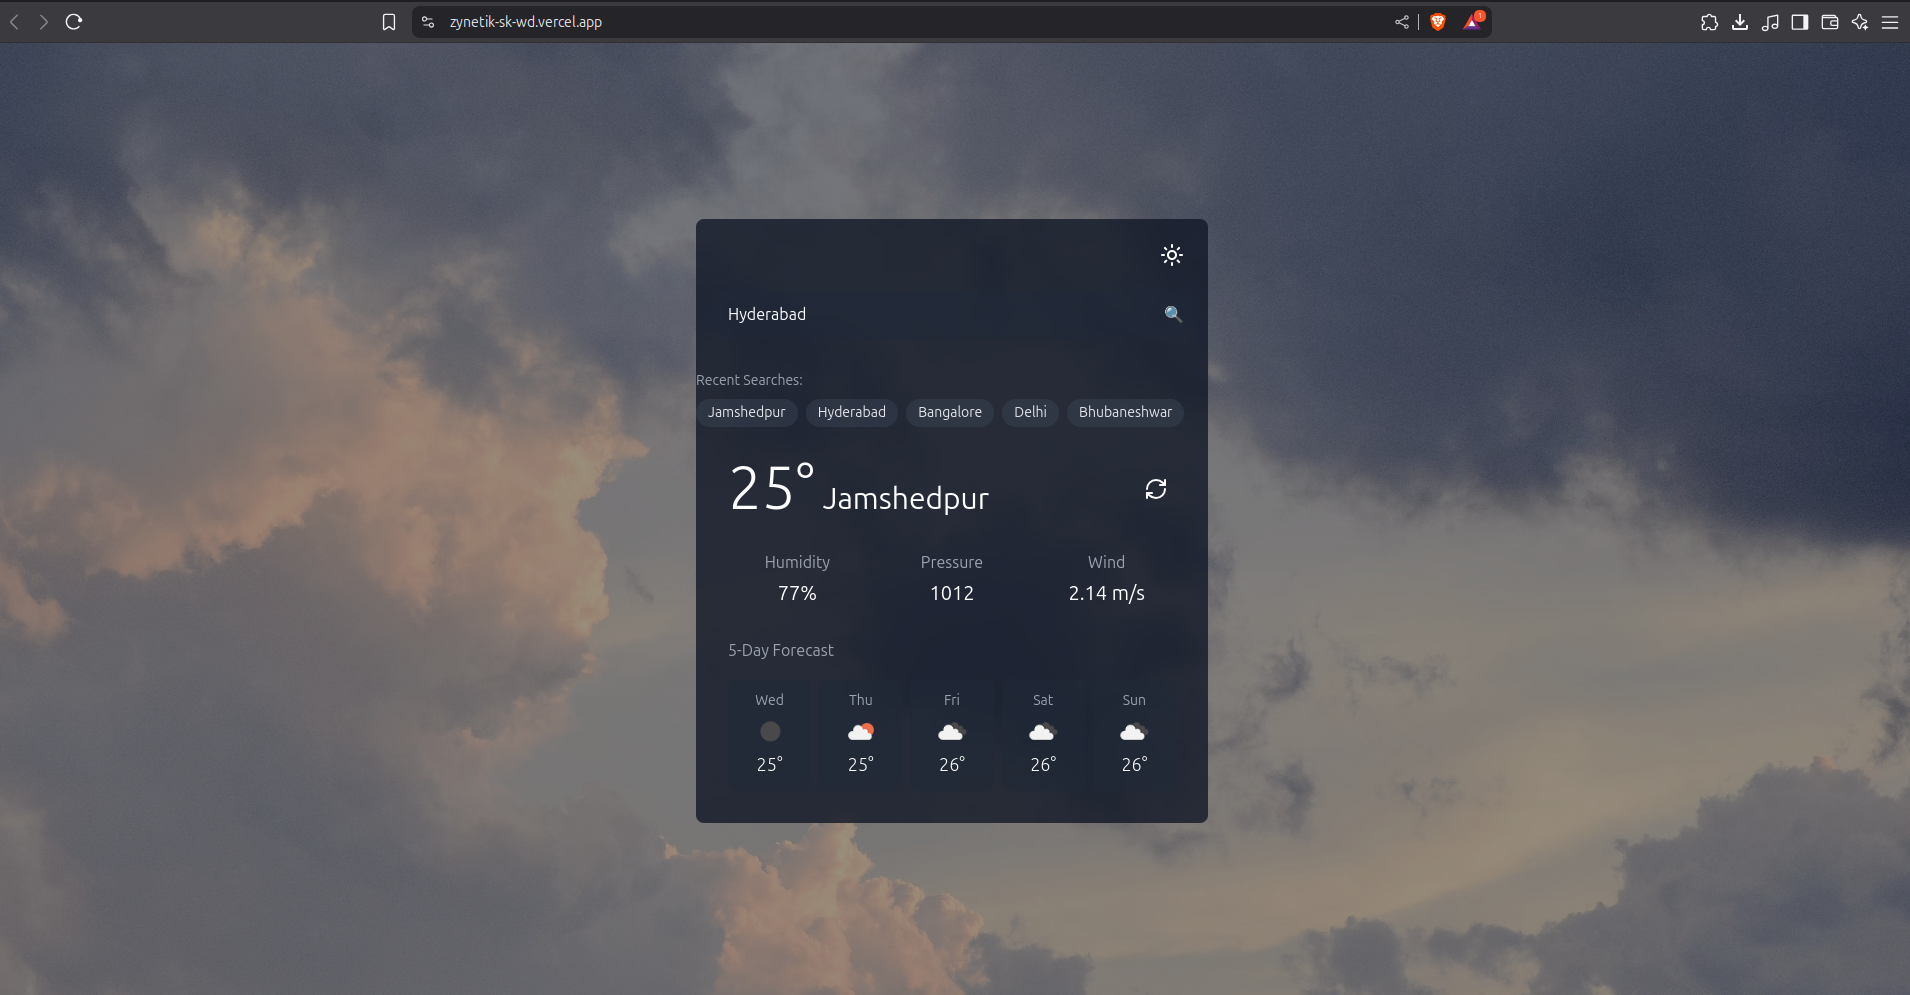 zynetik-sk-wd.vercel.app
1
Hyderabad
Recent Searches:
Jamshedpur Hyderabad Bangalore Delhi Bhubaneshwar
25° Jamshedpur
Humidity Pressure Wind
77% 1012 2.14 m/s
5-Day Forecast
Wed Thu Fri Sat Sun
25° 25° 26° 26° 26°